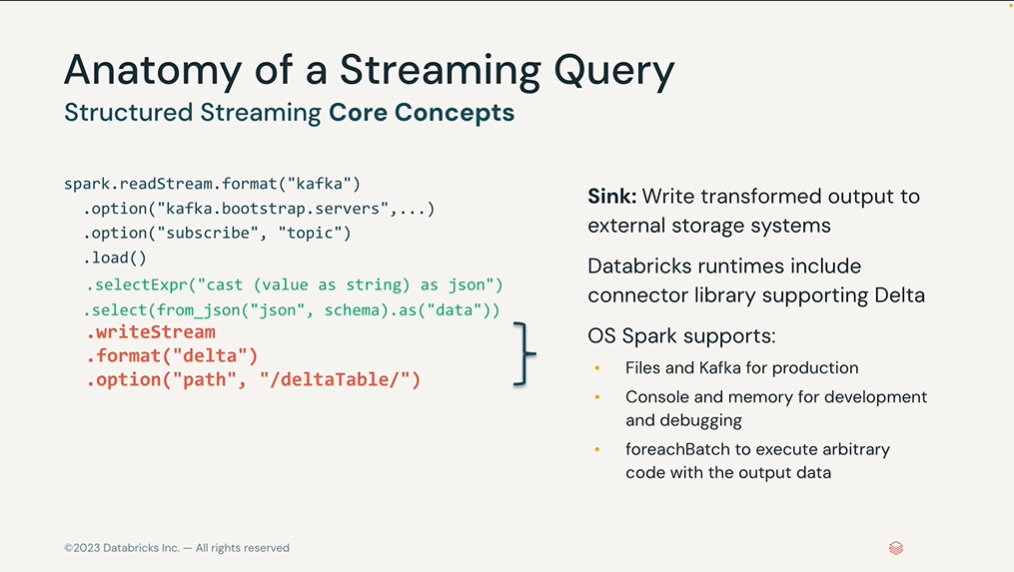 Anatomy of a Streaming Query
Structured Streaming Core Concepts
spark.readStream.format("kafka")
.option("kafka.bootstrap.servers",...)
.option("subscribe", "topic")
.load()
.selectExpr("cast (value as string) as json")
.select(from_json("json", schema).as("data"))
.writeStream
.format("delta")
.option("path", "/deltaTable/")
Sink: Write transformed output to
external storage systems
Databricks runtimes include
connector library supporting Delta
OS Spark supports:
• Files and Kafka for production
• Console and memory for development
and debugging
• foreachBatch to execute arbitrary
code with the output data
©2023 Databricks Inc. — All rights reserved